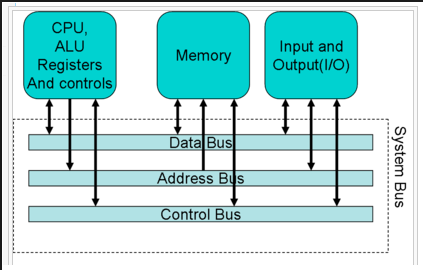 CPU,
ALU
Registers
And controls
Memory
Input and
Output(I/O)
Data Bus
Address Bus
Control Bus
System Bus